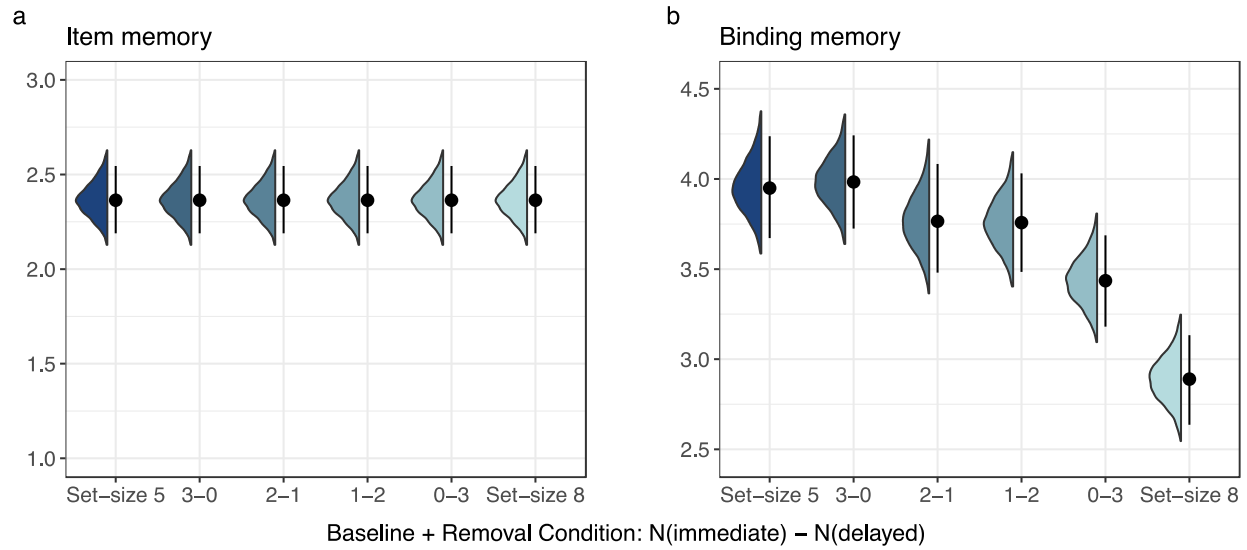 a
Item memory
3.0
2.5
2.0
1.5
1.0
Set−size 5 3−0 2−1 1−2 0−3 Set−size 8
b
Binding memory
4.5
4.0
3.5
3.0
2.5
Set−size 5 3−0 2−1 1−2 0−3 Set−size 8
Baseline + Removal Condition: N(immediate) − N(delayed)